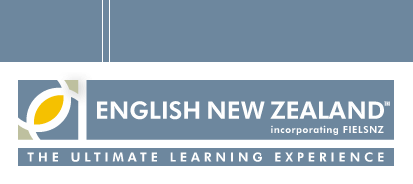 ENGLISH NEW ZEALAND™
incorporating FIELSNZ
THE ULTIMATE LEARNING EXPERIENCE